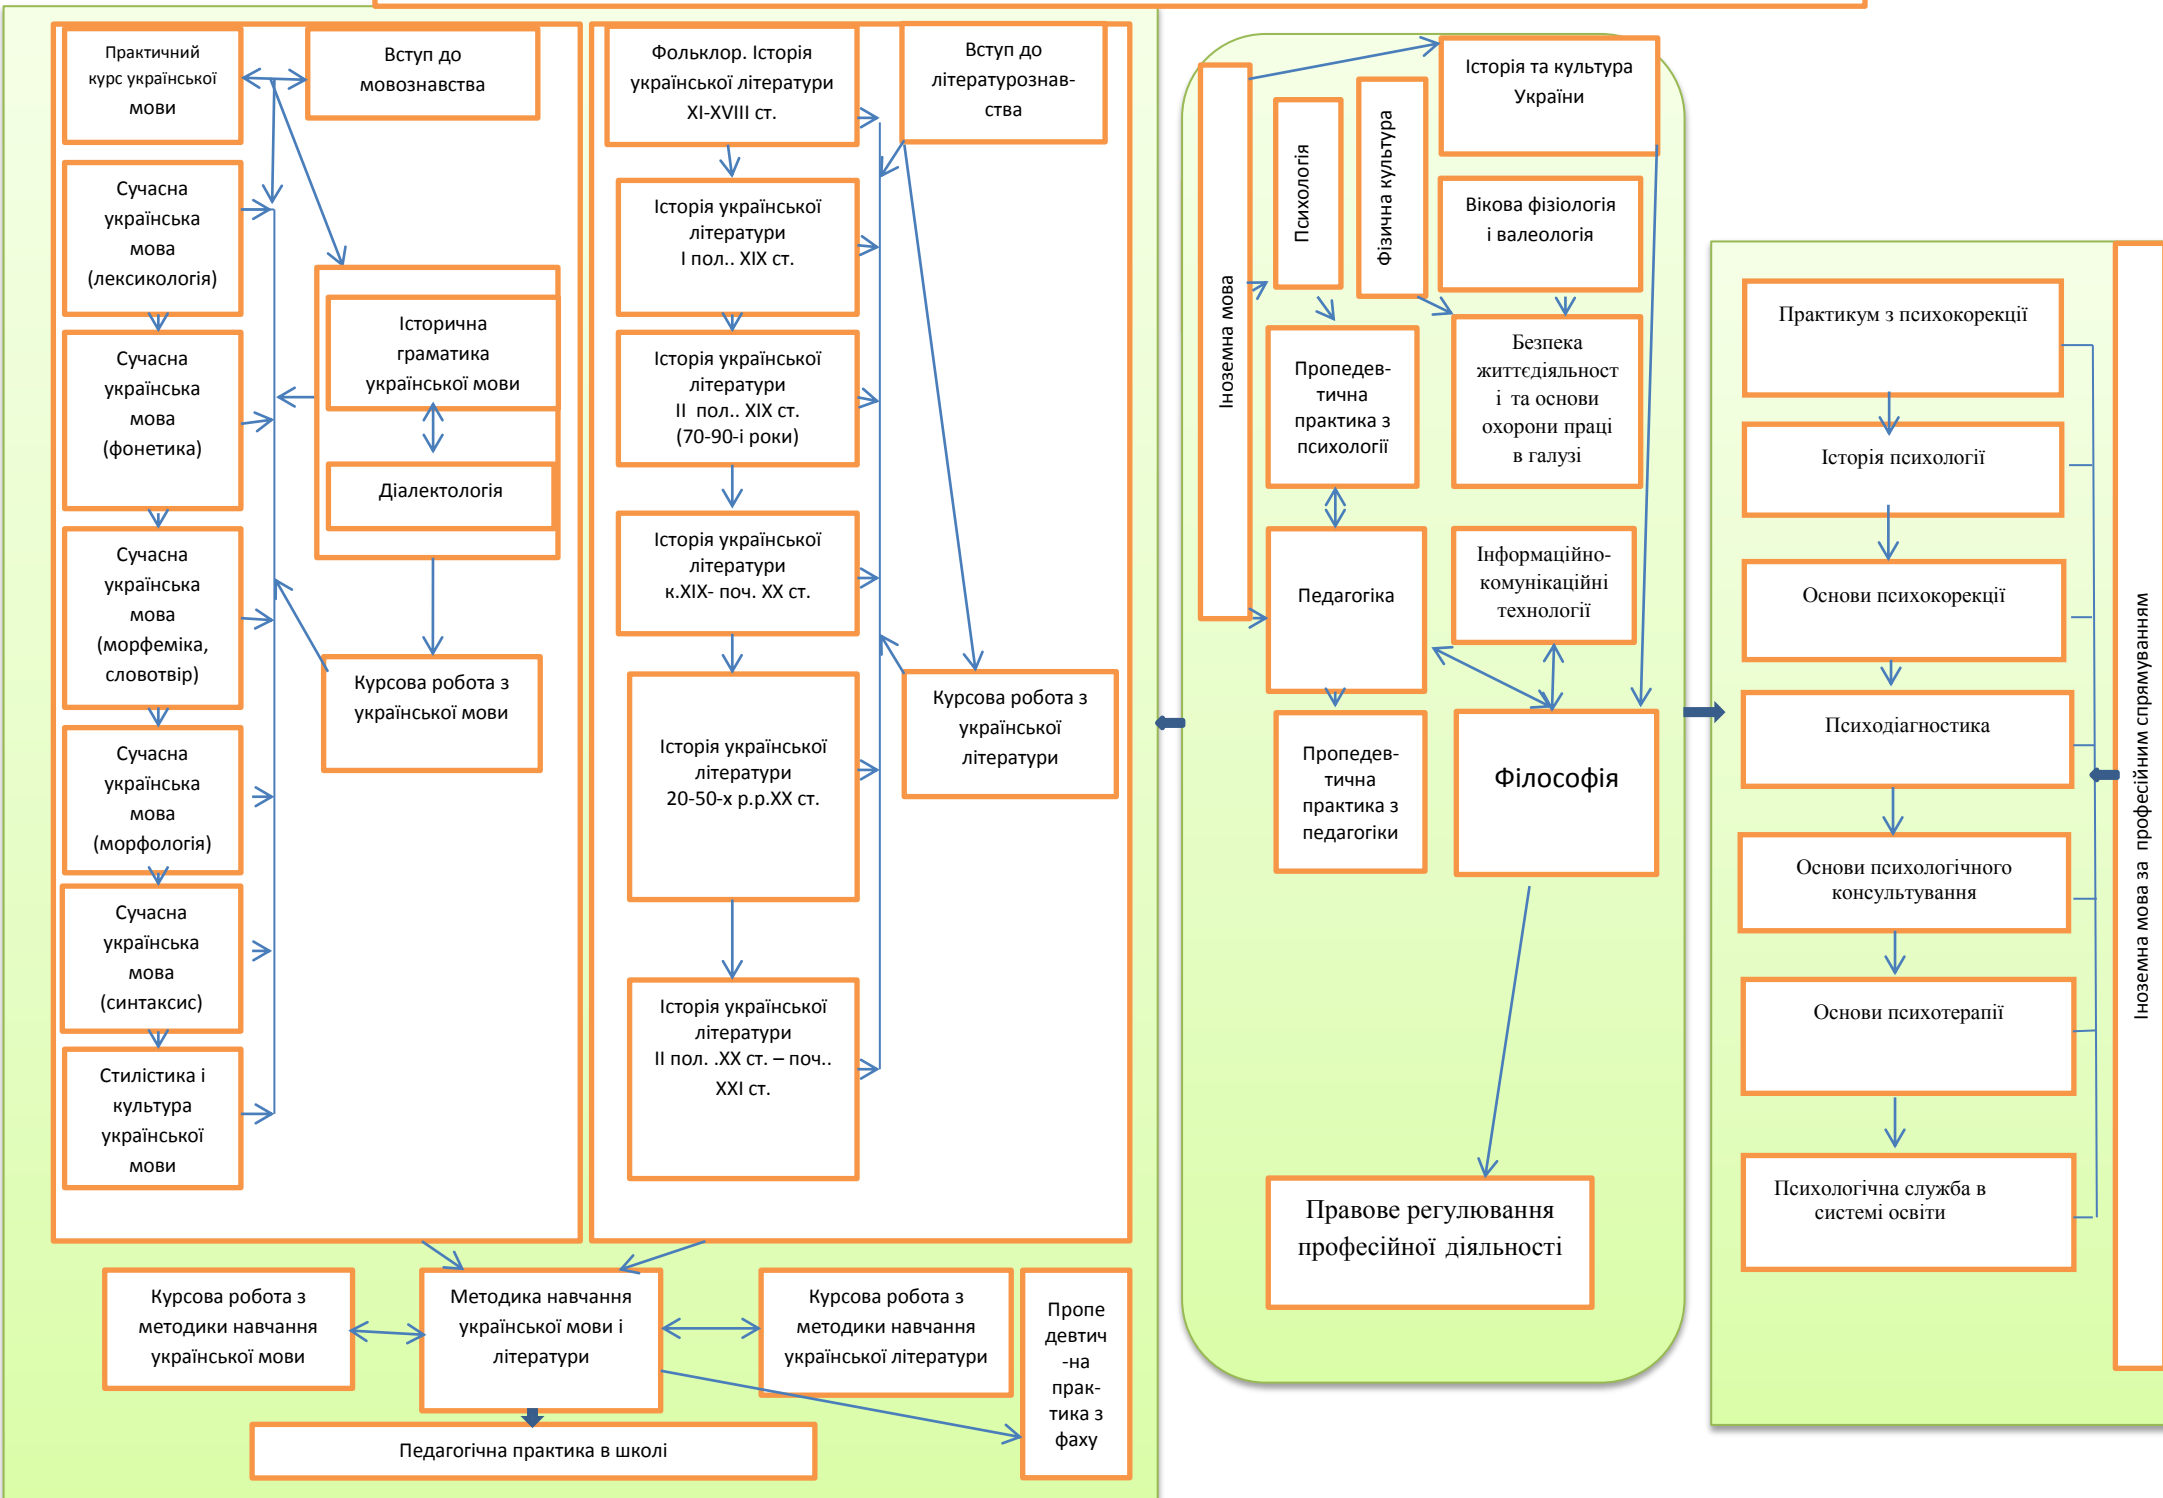 Практичний
курс української
мови
Вступ до
мовознавства
Сучасна
українська
мова
(лексикологія)
Сучасна
українська
мова
(фонетика)
Сучасна
українська
мова
(морфеміка,
словотвір)
Сучасна
українська
мова
(морфологія)
Сучасна
українська
мова
(синтаксис)
Стилістика і
культура
української
мови
Історична
граматика
української мови
Діалектологія
Курсова робота з
української мови
Фольклор. Історія
української літератури
XI-XVIII ст.
Вступ до
літературознав-
ства
Історія української
літератури
I пол.. XIX ст.
Історія української
літератури
II  пол.. XIX ст.
(70-90-і роки)
Історія української
літератури
к.XIX- поч. XX ст.
Історія української
літератури
20-50-х р.р.XX ст.
Історія української
літератури
II пол. .XX ст. – поч..
XXI ст.
Курсова робота з
української
літератури
Курсова робота з
методики навчання
української мови
Методика навчання
української мови і
літератури
Курсова робота з
методики навчання
української літератури
Пропе
девтич
-на
прак-
тика з
фаху
Педагогічна практика в школі
Іноземна мова
Психологія
Фізична культура
Історія та культура
України
Вікова фізіологія
і валеологія
Пропедев-
тична
практика з
психології
Безпека
життєдіяльност
і  та основи
охорони праці
в галузі
Педагогіка
Інформаційно-
комунікаційні
технології
Пропедев-
тична
практика з
педагогіки
Філософія
Правове регулювання
професійної діяльності
Практикум з психокорекції
Історія психології
Основи психокорекції
Психодіагностика
Основи психологічного
консультування
Основи психотерапії
Психологічна служба в
системі освіти
Іноземна мова за  професійним спрямуванням